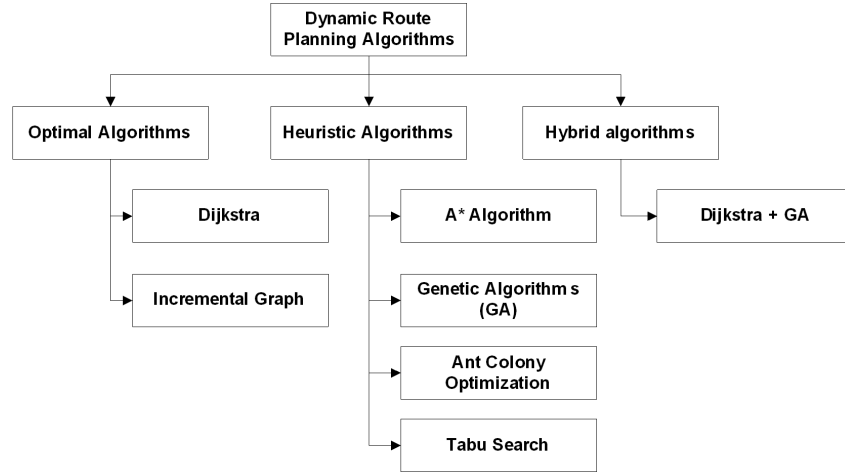 Dynamic Route
Planning Algorithms
Optimal Algorithms
Heuristic Algorithms
Hybrid algorithms
Dijkstra
A* Algorithm
Dijkstra + GA
Incremental Graph
Genetic Algorithms
(GA)
Ant Colony
Optimization
Tabu Search